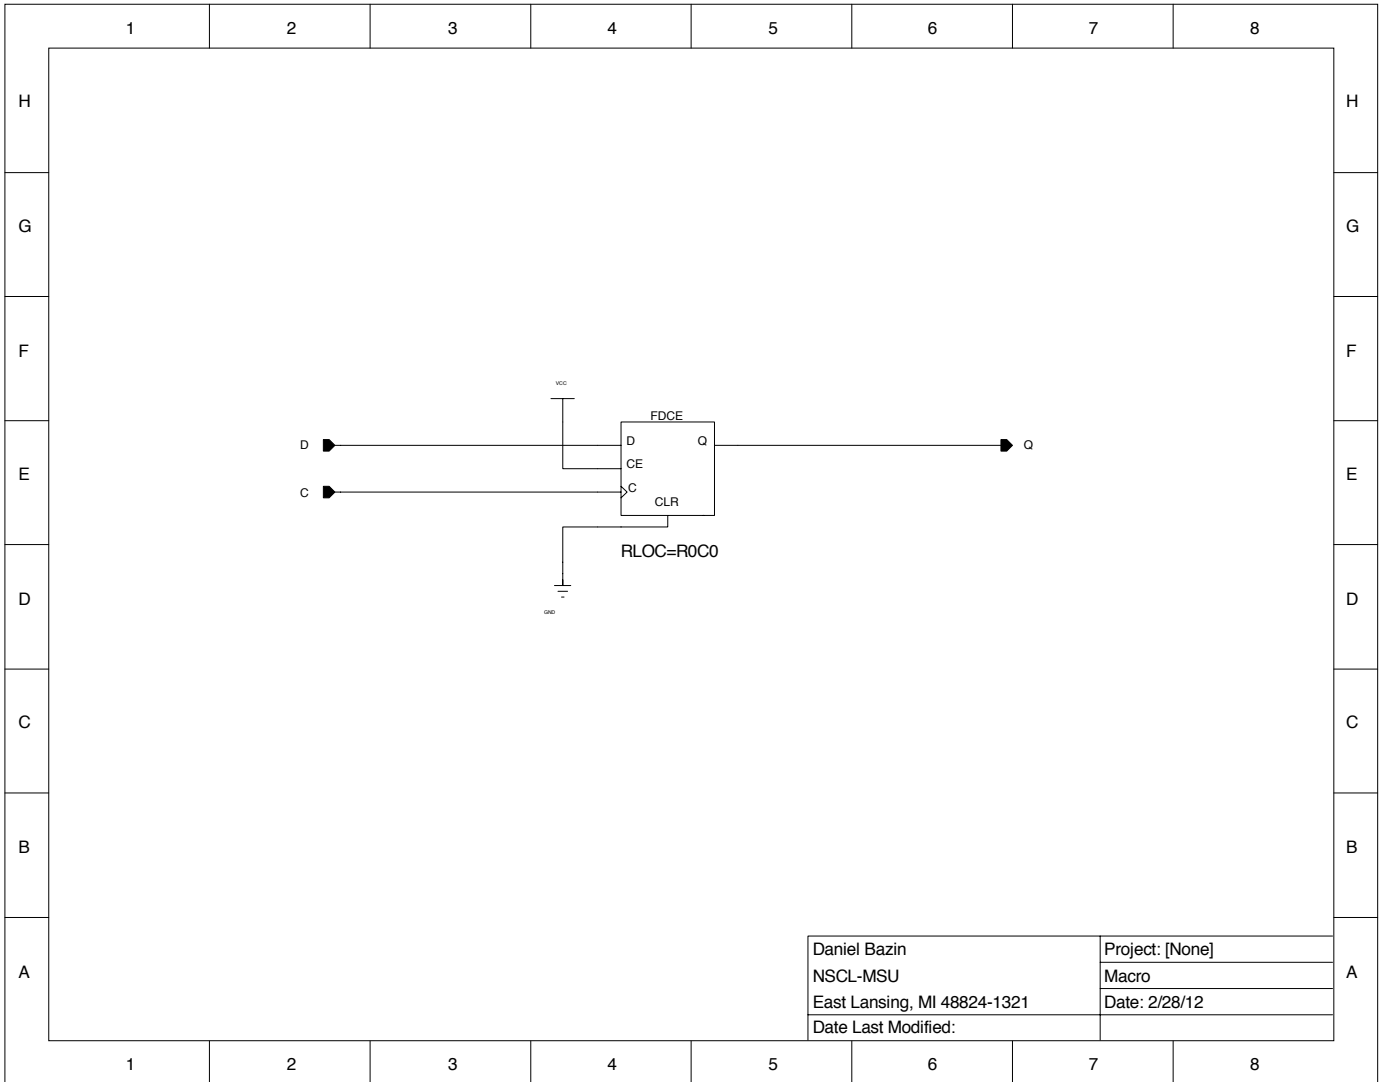 1 2 3 4 5 6 7 8
H H
G G
F F
VCC
FDCE
D D Q Q
E CE E
C C
CLR
RLOC=R0C0
D D
GND
C C
B B
Daniel Bazin Project: [None]
A NSCL-MSU Macro A
East Lansing, MI 48824-1321 Date: 2/28/12
Date Last Modified:
1 2 3 4 5 6 7 8